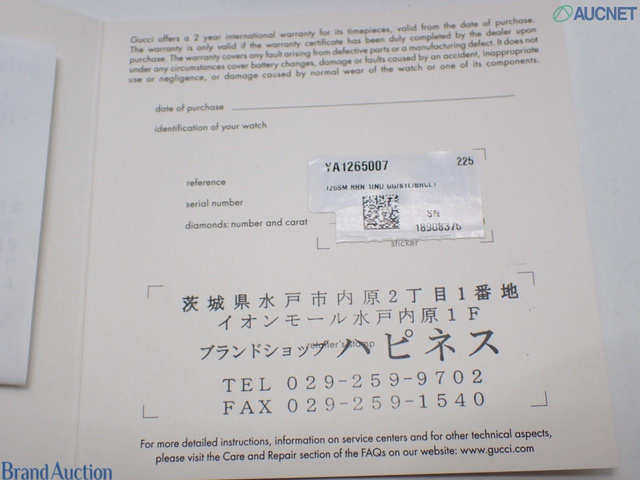 AUCNET
Gucci offers a 2 year international warranty for its timepieces, valid from the date of purchase.
The warranty is only valid if the warranty certificate has been duly completed by the dealer upon
purchase. The warranty covers any fault arising from defective parts or a manufacturing defect. It does not
under any circumstances cover battery changes, damage or faults caused by an accident, inappropriate
use or negligence, or damage caused by normal wear of the watch or one of its components.
date of purchase
identification of your watch
YA1265007 225
reference
126SM BRN
serial number
SN
diamonds: number and carat
18908376
sticker
茨城県水戸市内原2丁目1番地
イオンモール水戸内原1F
ブランドショップ ハピネス
retailer's stamp
TEL 029-259-9702
FAX 029-259-1540
For more detailed instructions, information on service centers and for other technical aspects,
please visit the Care and Repair section of the FAQs on our website: www.gucci.com
Brand Auction